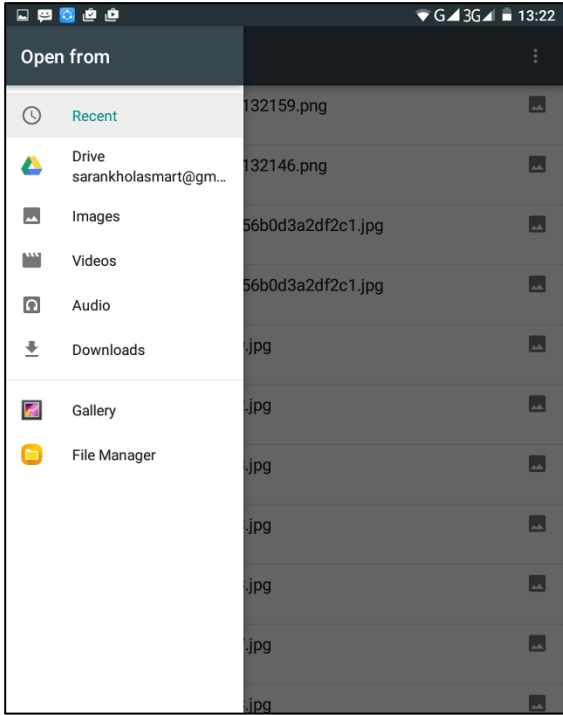 G 3G 13:22
Open from
Recent
132159.png
Drive
sarankholasmart@gm...
132146.png
Images
56b0d3a2df2c1.jpg
Videos
56b0d3a2df2c1.jpg
Audio
Downloads
.jpg
Gallery
.jpg
File Manager
.jpg
.jpg
.jpg
.jpg
.jpg